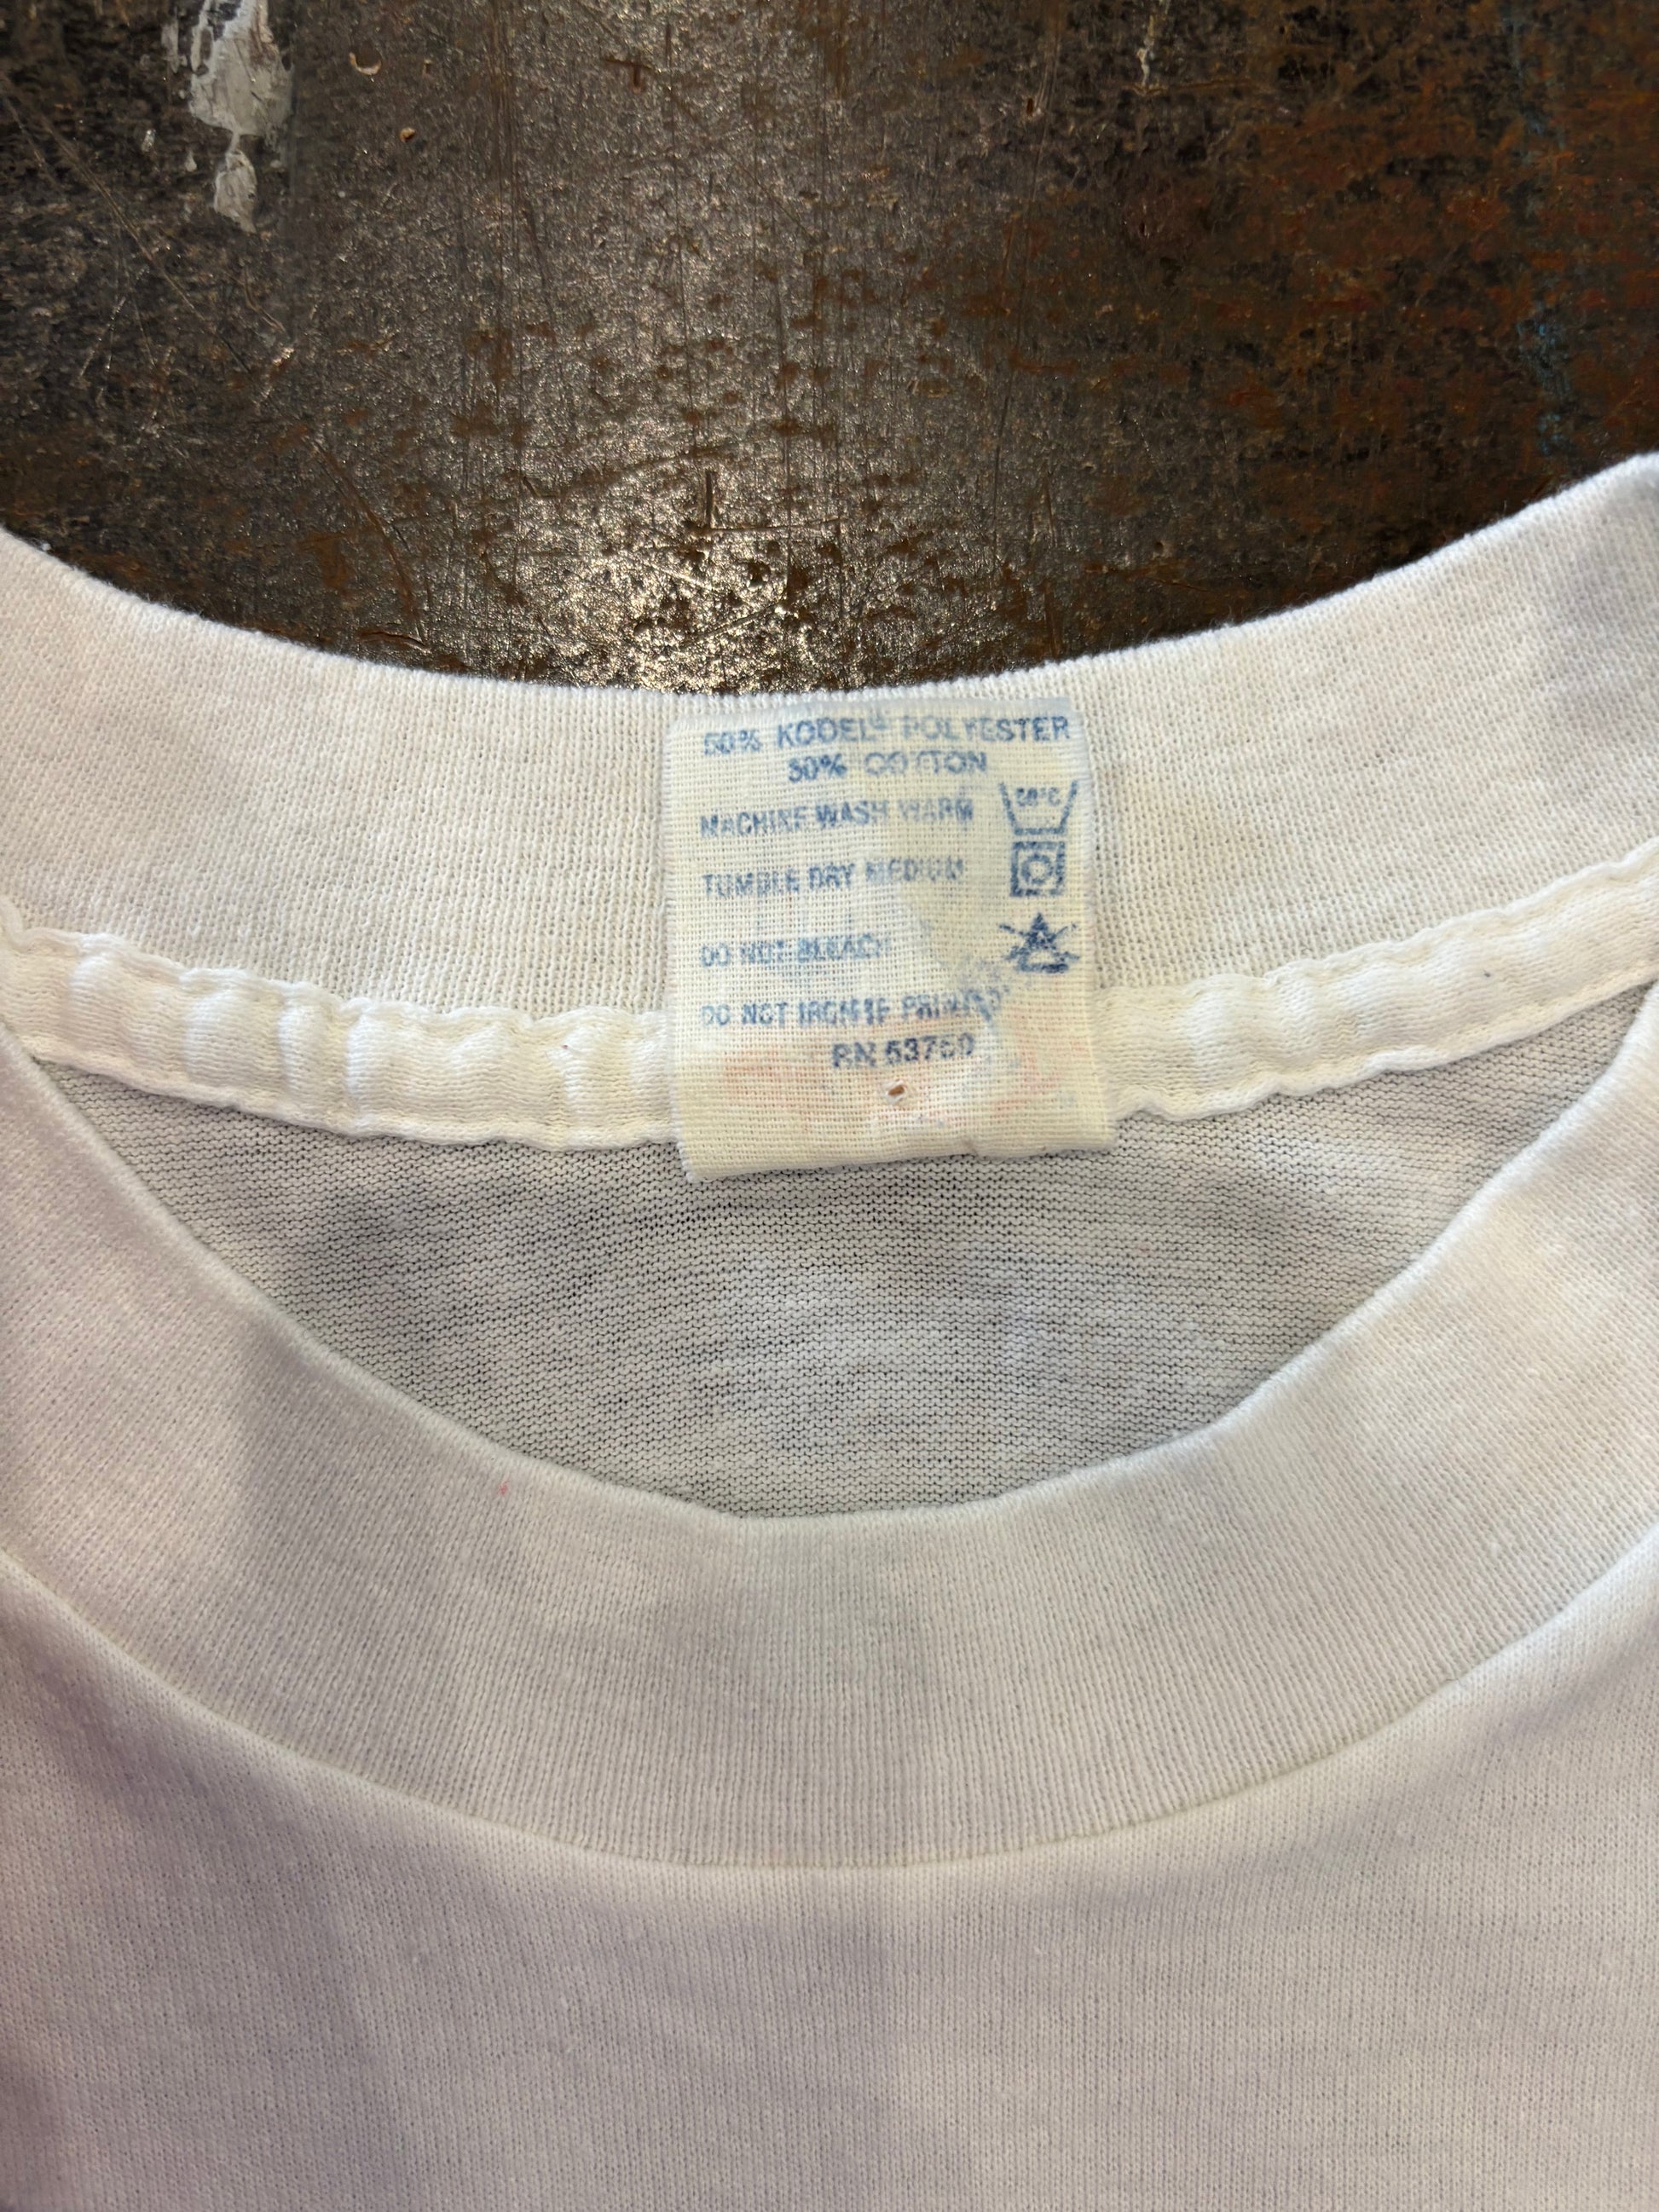 50% KODEL® POLYESTER
50% COTTON
MACHINE WASH WARM
TUMBLE DRY MEDIUM
DO NOT BLEACH
DO NOT IRON IF PRINTED
RN 53750